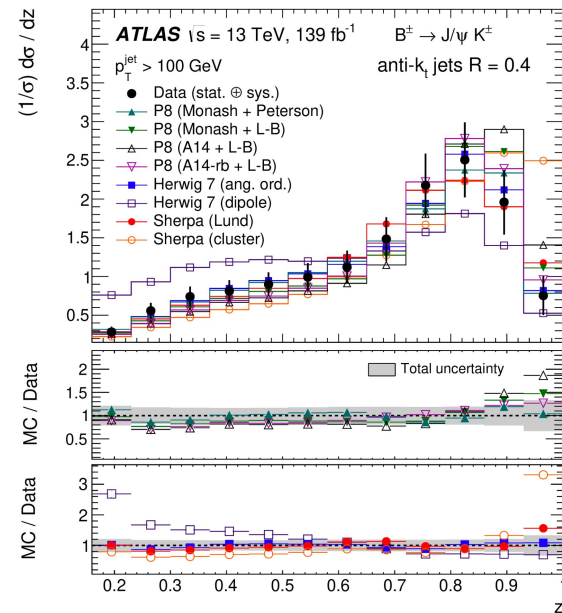 ATLAS √s = 13 TeV, 139 fb⁻¹ B± → J/ψ K±
p_T^jet > 100 GeV anti-k_t jets R = 0.4
Data (stat. ⊕ sys.)
P8 (Monash + Peterson)
P8 (Monash + L-B)
P8 (A14 + L-B)
P8 (A14-rb + L-B)
Herwig 7 (ang. ord.)
Herwig 7 (dipole)
Sherpa (Lund)
Sherpa (cluster)
(1/σ) dσ / dz
4
3.5
3
2.5
2
1.5
1
0.5
Total uncertainty
MC / Data
2
1.5
1
0.5
MC / Data
3
2
1
0.2 0.3 0.4 0.5 0.6 0.7 0.8 0.9 1
z